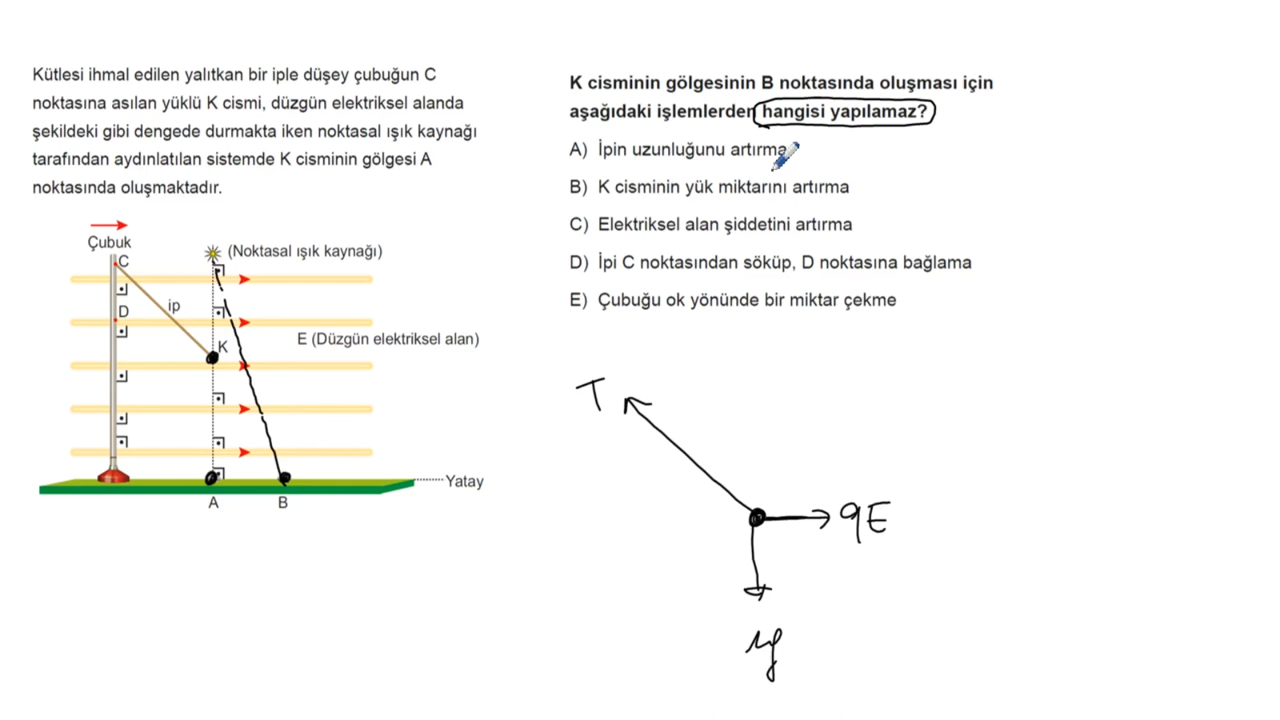 Kütlesi ihmal edilen yalıtkan bir iple düşey çubuğun C
noktasına asılan yüklü K cismi, düzgün elektriksel alanda
şekildeki gibi dengede durmakta iken noktasal ışık kaynağı
tarafından aydınlatılan sistemde K cisminin gölgesi A
noktasında oluşmaktadır.
Çubuk
(Noktasal ışık kaynağı)
C
ip
D
K
E (Düzgün elektriksel alan)
Yatay
A
B
K cisminin gölgesinin B noktasında oluşması için
aşağıdaki işlemlerden hangisi yapılamaz?
A) İpin uzunluğunu artırma
B) K cisminin yük miktarını artırma
C) Elektriksel alan şiddetini artırma
D) İpi C noktasından söküp, D noktasına bağlama
E) Çubuğu ok yönünde bir miktar çekme
T
qE